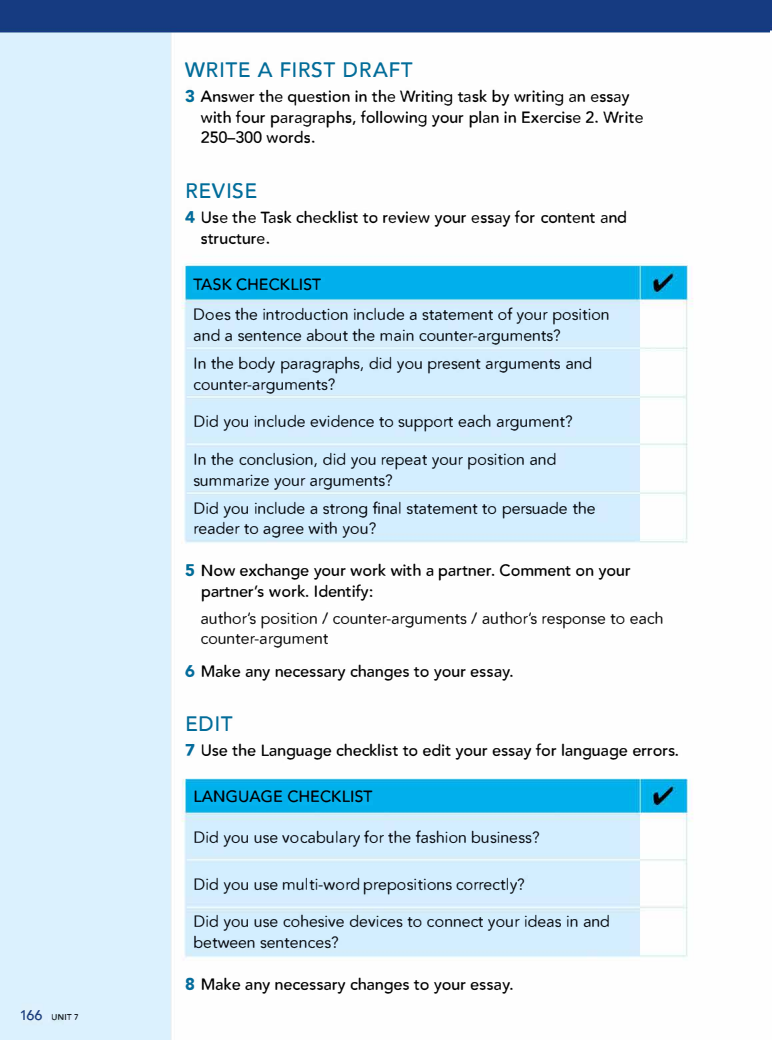 WRITE A FIRST DRAFT
3 Answer the question in the Writing task by writing an essay
with four paragraphs, following your plan in Exercise 2. Write
250–300 words.
REVISE
4 Use the Task checklist to review your essay for content and
structure.
TASK CHECKLIST ✔
Does the introduction include a statement of your position
and a sentence about the main counter-arguments?
In the body paragraphs, did you present arguments and
counter-arguments?
Did you include evidence to support each argument?
In the conclusion, did you repeat your position and
summarize your arguments?
Did you include a strong final statement to persuade the
reader to agree with you?
5 Now exchange your work with a partner. Comment on your
partner's work. Identify:
author's position / counter-arguments / author's response to each
counter-argument
6 Make any necessary changes to your essay.
EDIT
7 Use the Language checklist to edit your essay for language errors.
LANGUAGE CHECKLIST ✔
Did you use vocabulary for the fashion business?
Did you use multi-word prepositions correctly?
Did you use cohesive devices to connect your ideas in and
between sentences?
8 Make any necessary changes to your essay.
166 UNIT 7